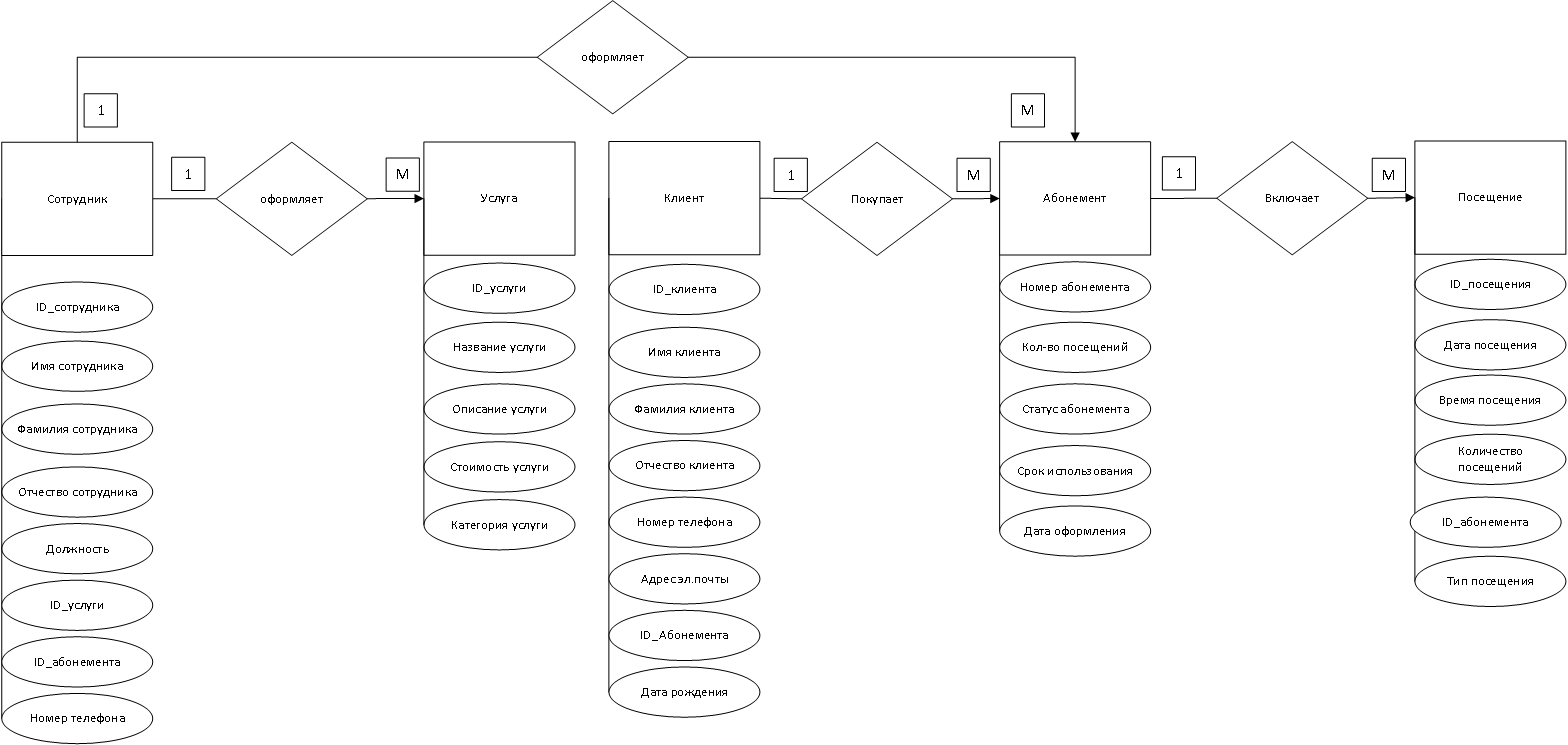 оформляет
1
М
Сотрудник
1
оформляет
М
Услуга
Клиент
1
Покупает
М
Абонемент
1
Включает
М
Посещение
ID_сотрудника
Имя сотрудника
Фамилия сотрудника
Отчество сотрудника
Должность
ID_услуги
ID_абонемента
Номер телефона
ID_услуги
Название услуги
Описание услуги
Стоимость услуги
Категория услуги
ID_клиента
Имя клиента
Фамилия клиента
Отчество клиента
Номер телефона
Адресэл.почты
ID_Абонемента
Дата рождения
Номер абонемента
Кол-во посещений
Статус абонемента
Срок использования
Дата оформления
ID_посещения
Дата посещения
Время посещения
Количество
посещений
ID_абонемента
Тип посещения